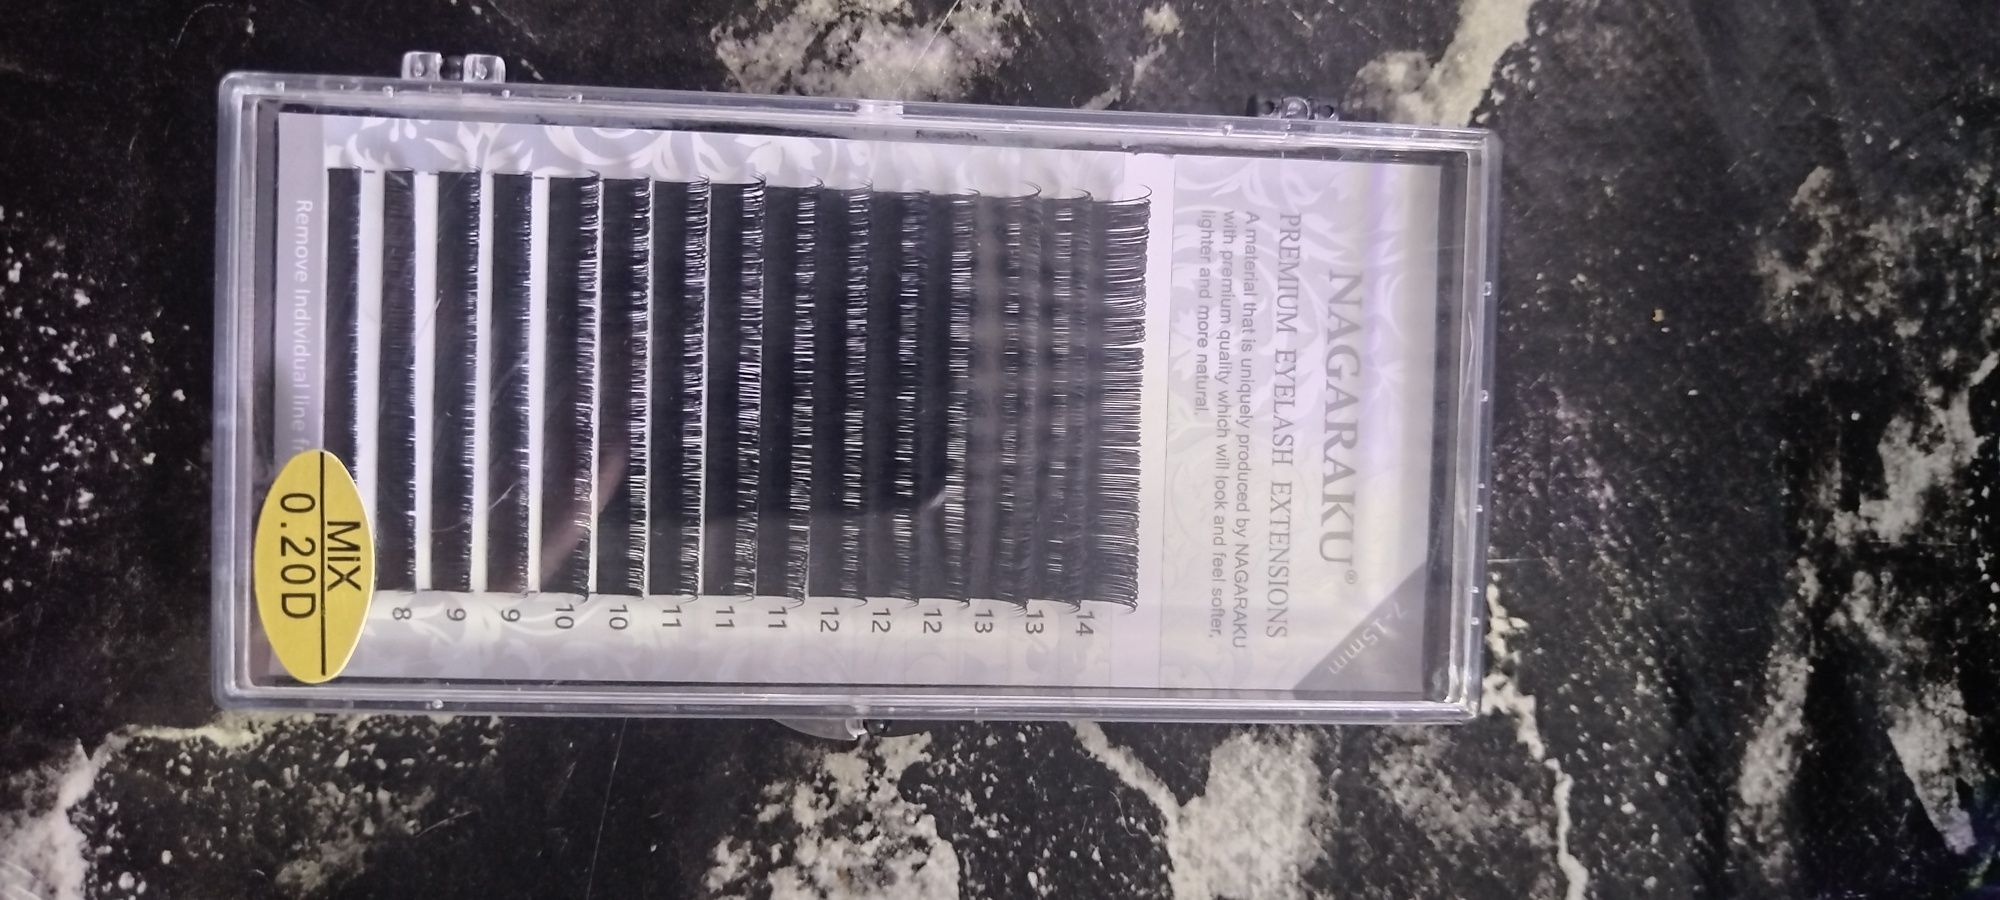 7-15mm
NAGARAKU®
PREMIUM EYELASH EXTENSIONS
A material that is uniquely produced by NAGARAKU
with premium quality which will look and feel softer,
lighter and more natural.
14
13
13
12
12
12
11
11
11
10
10
9
9
8
Remove Individual line
MIX
0.20D